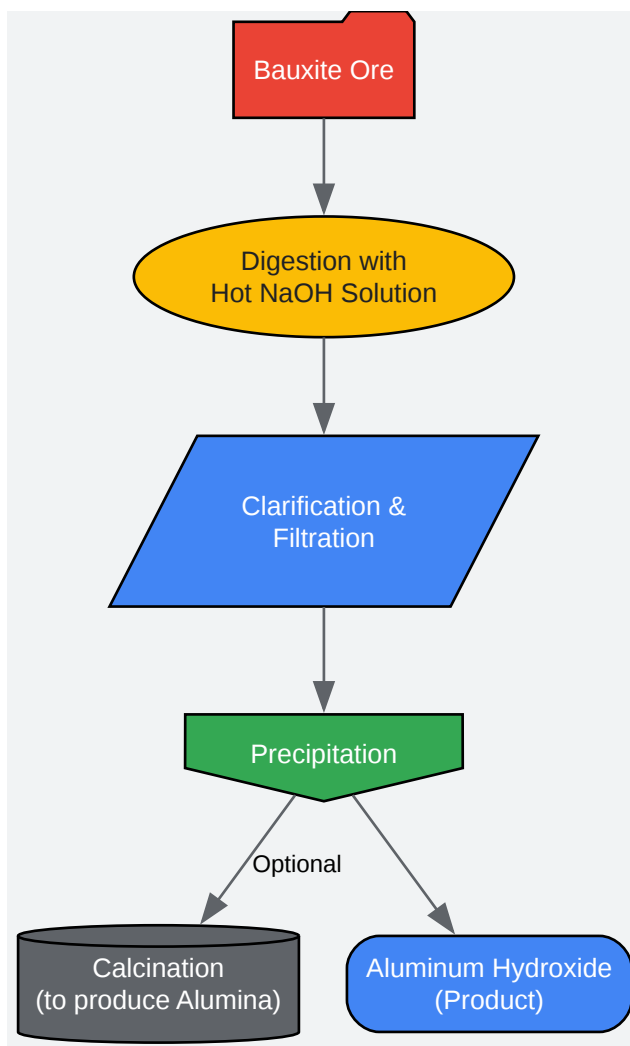 Bauxite Ore
Digestion with
Hot NaOH Solution
Clarification &
Filtration
Precipitation
Optional
Calcination
(to produce Alumina)
Aluminum Hydroxide
(Product)